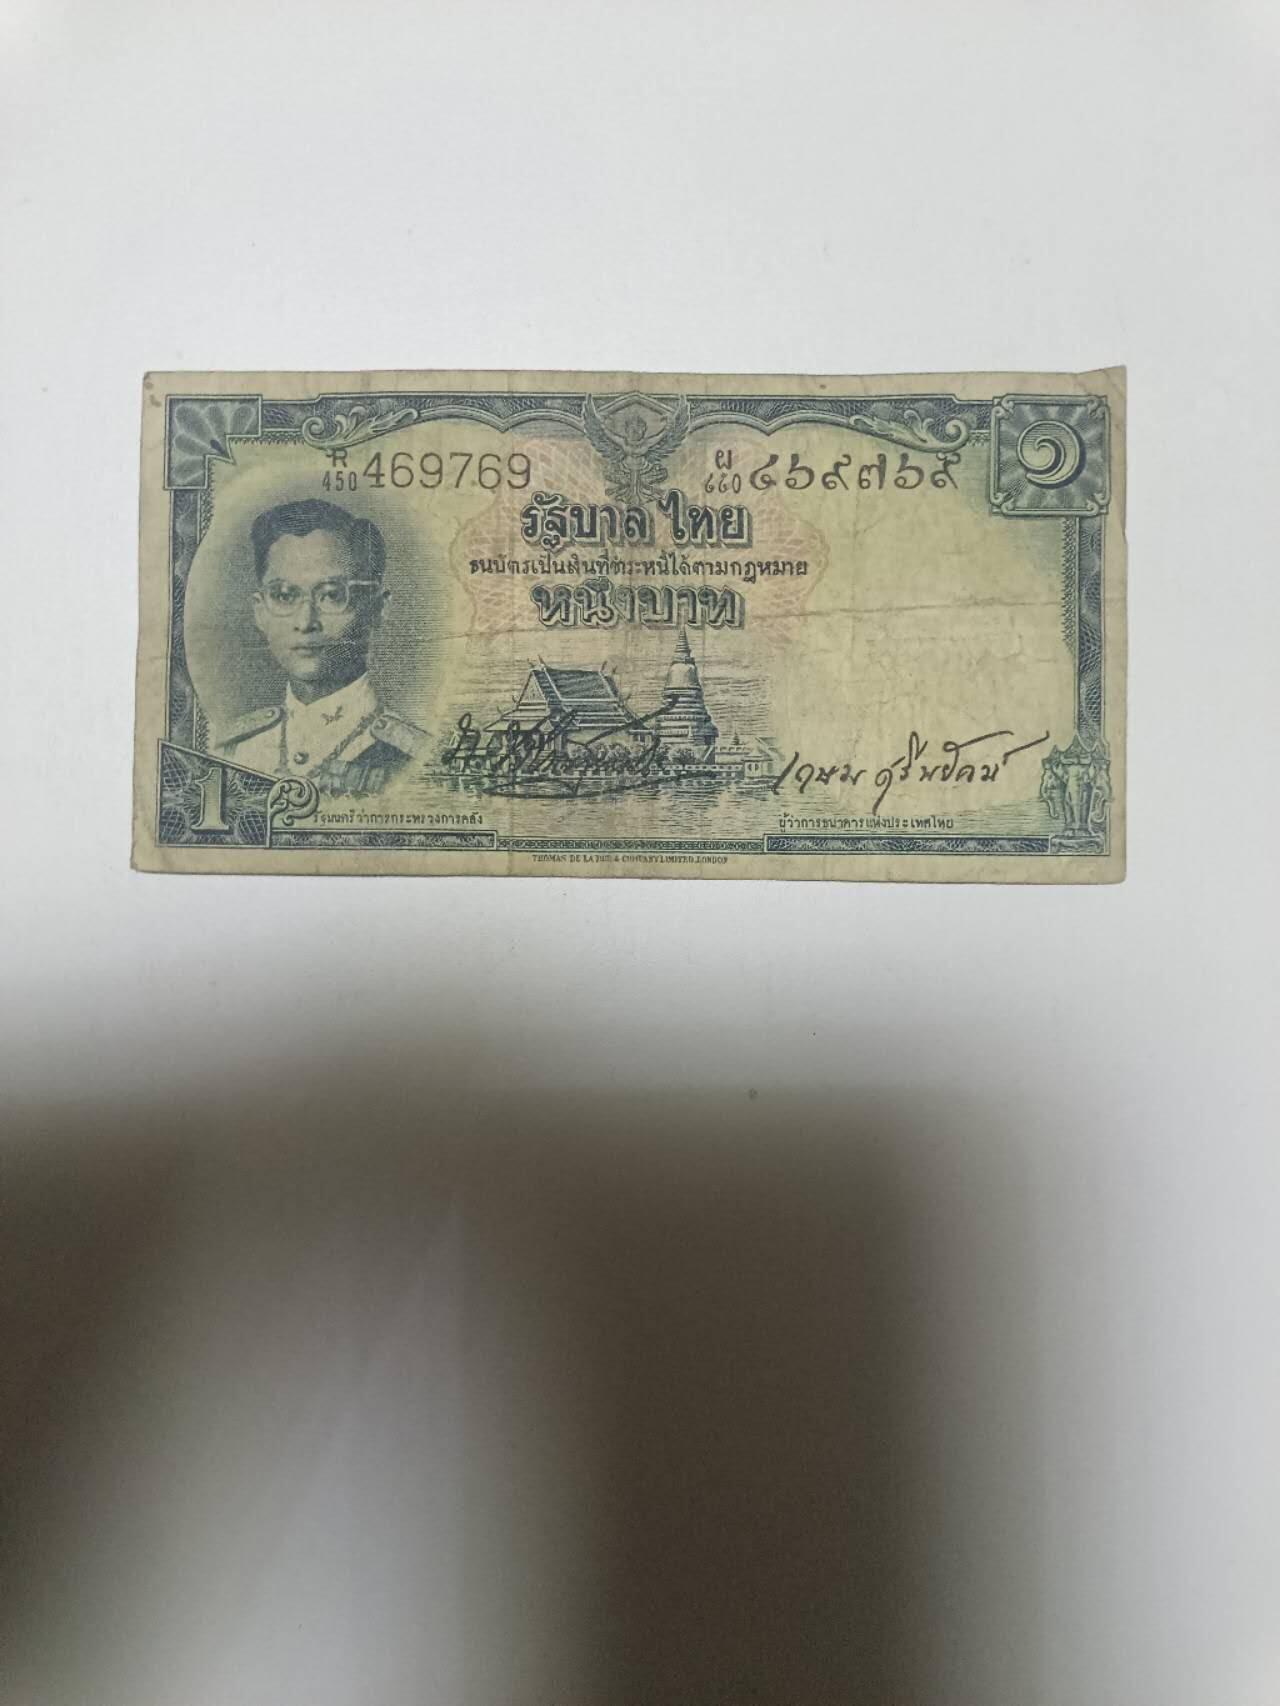 R
450 469769
ผ
๔๕๐ ๔๖๙๗๖๙
๑
รัฐบาลไทย
ธนบัตรเป็นเงินที่ชำระหนี้ได้ตามกฎหมาย
หนึ่งบาท
เกษม ศรีพยัคฆ์
1
รัฐมนตรีว่าการกระทรวงการคลัง
ผู้ว่าการธนาคารแห่งประเทศไทย
THOMAS DE LA RUE & COMPANY LIMITED, LONDON